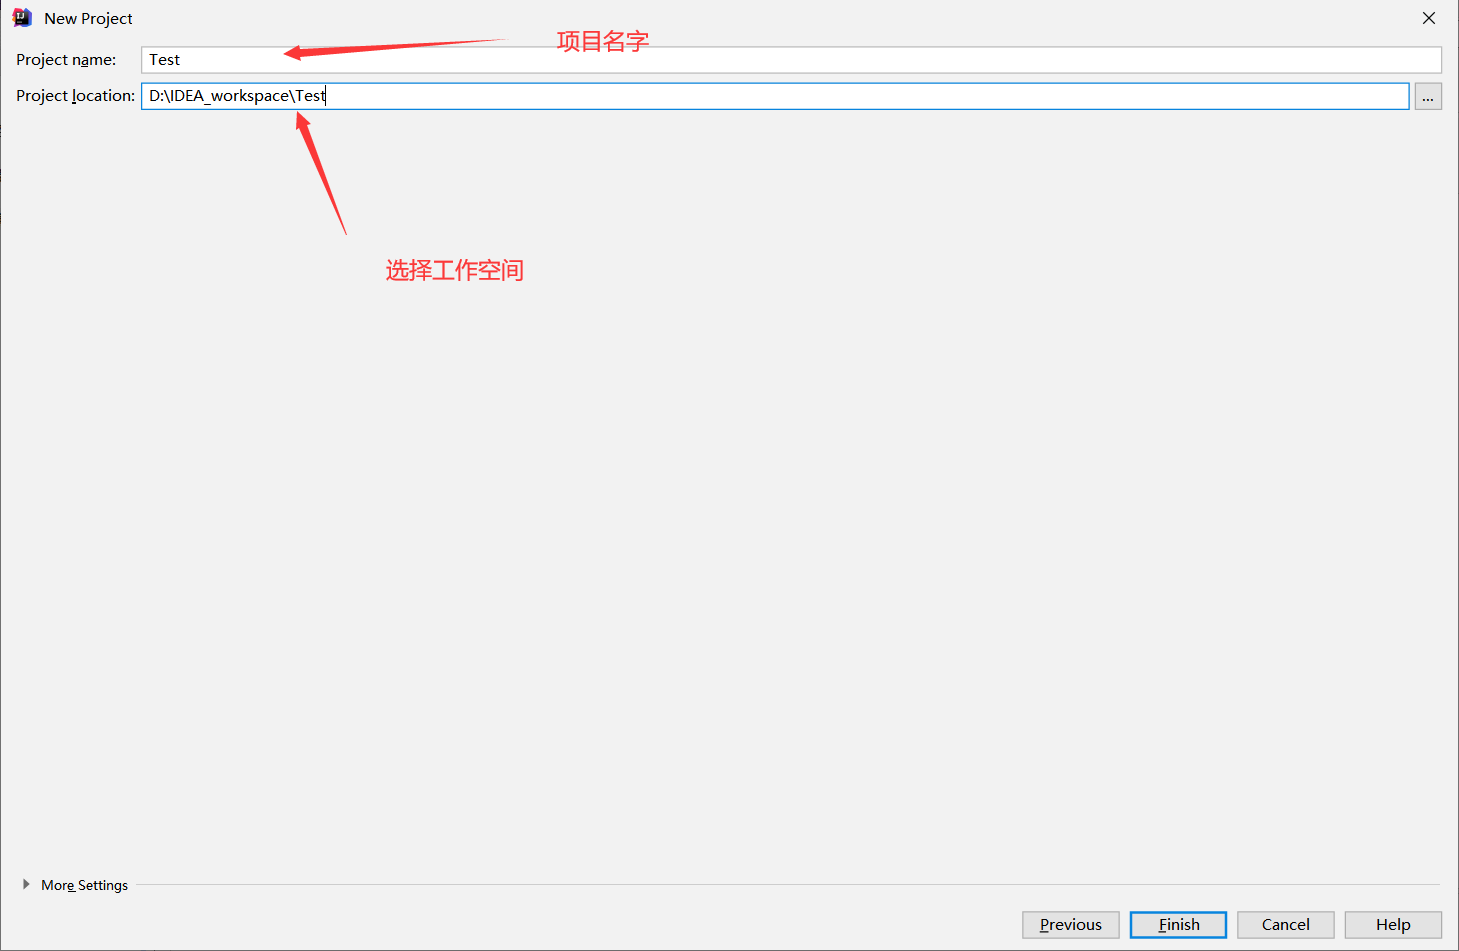 New Project
项目名字
Project name: Test
Project location: D:\IDEA_workspace\Test ...
选择工作空间
More Settings
Previous Finish Cancel Help